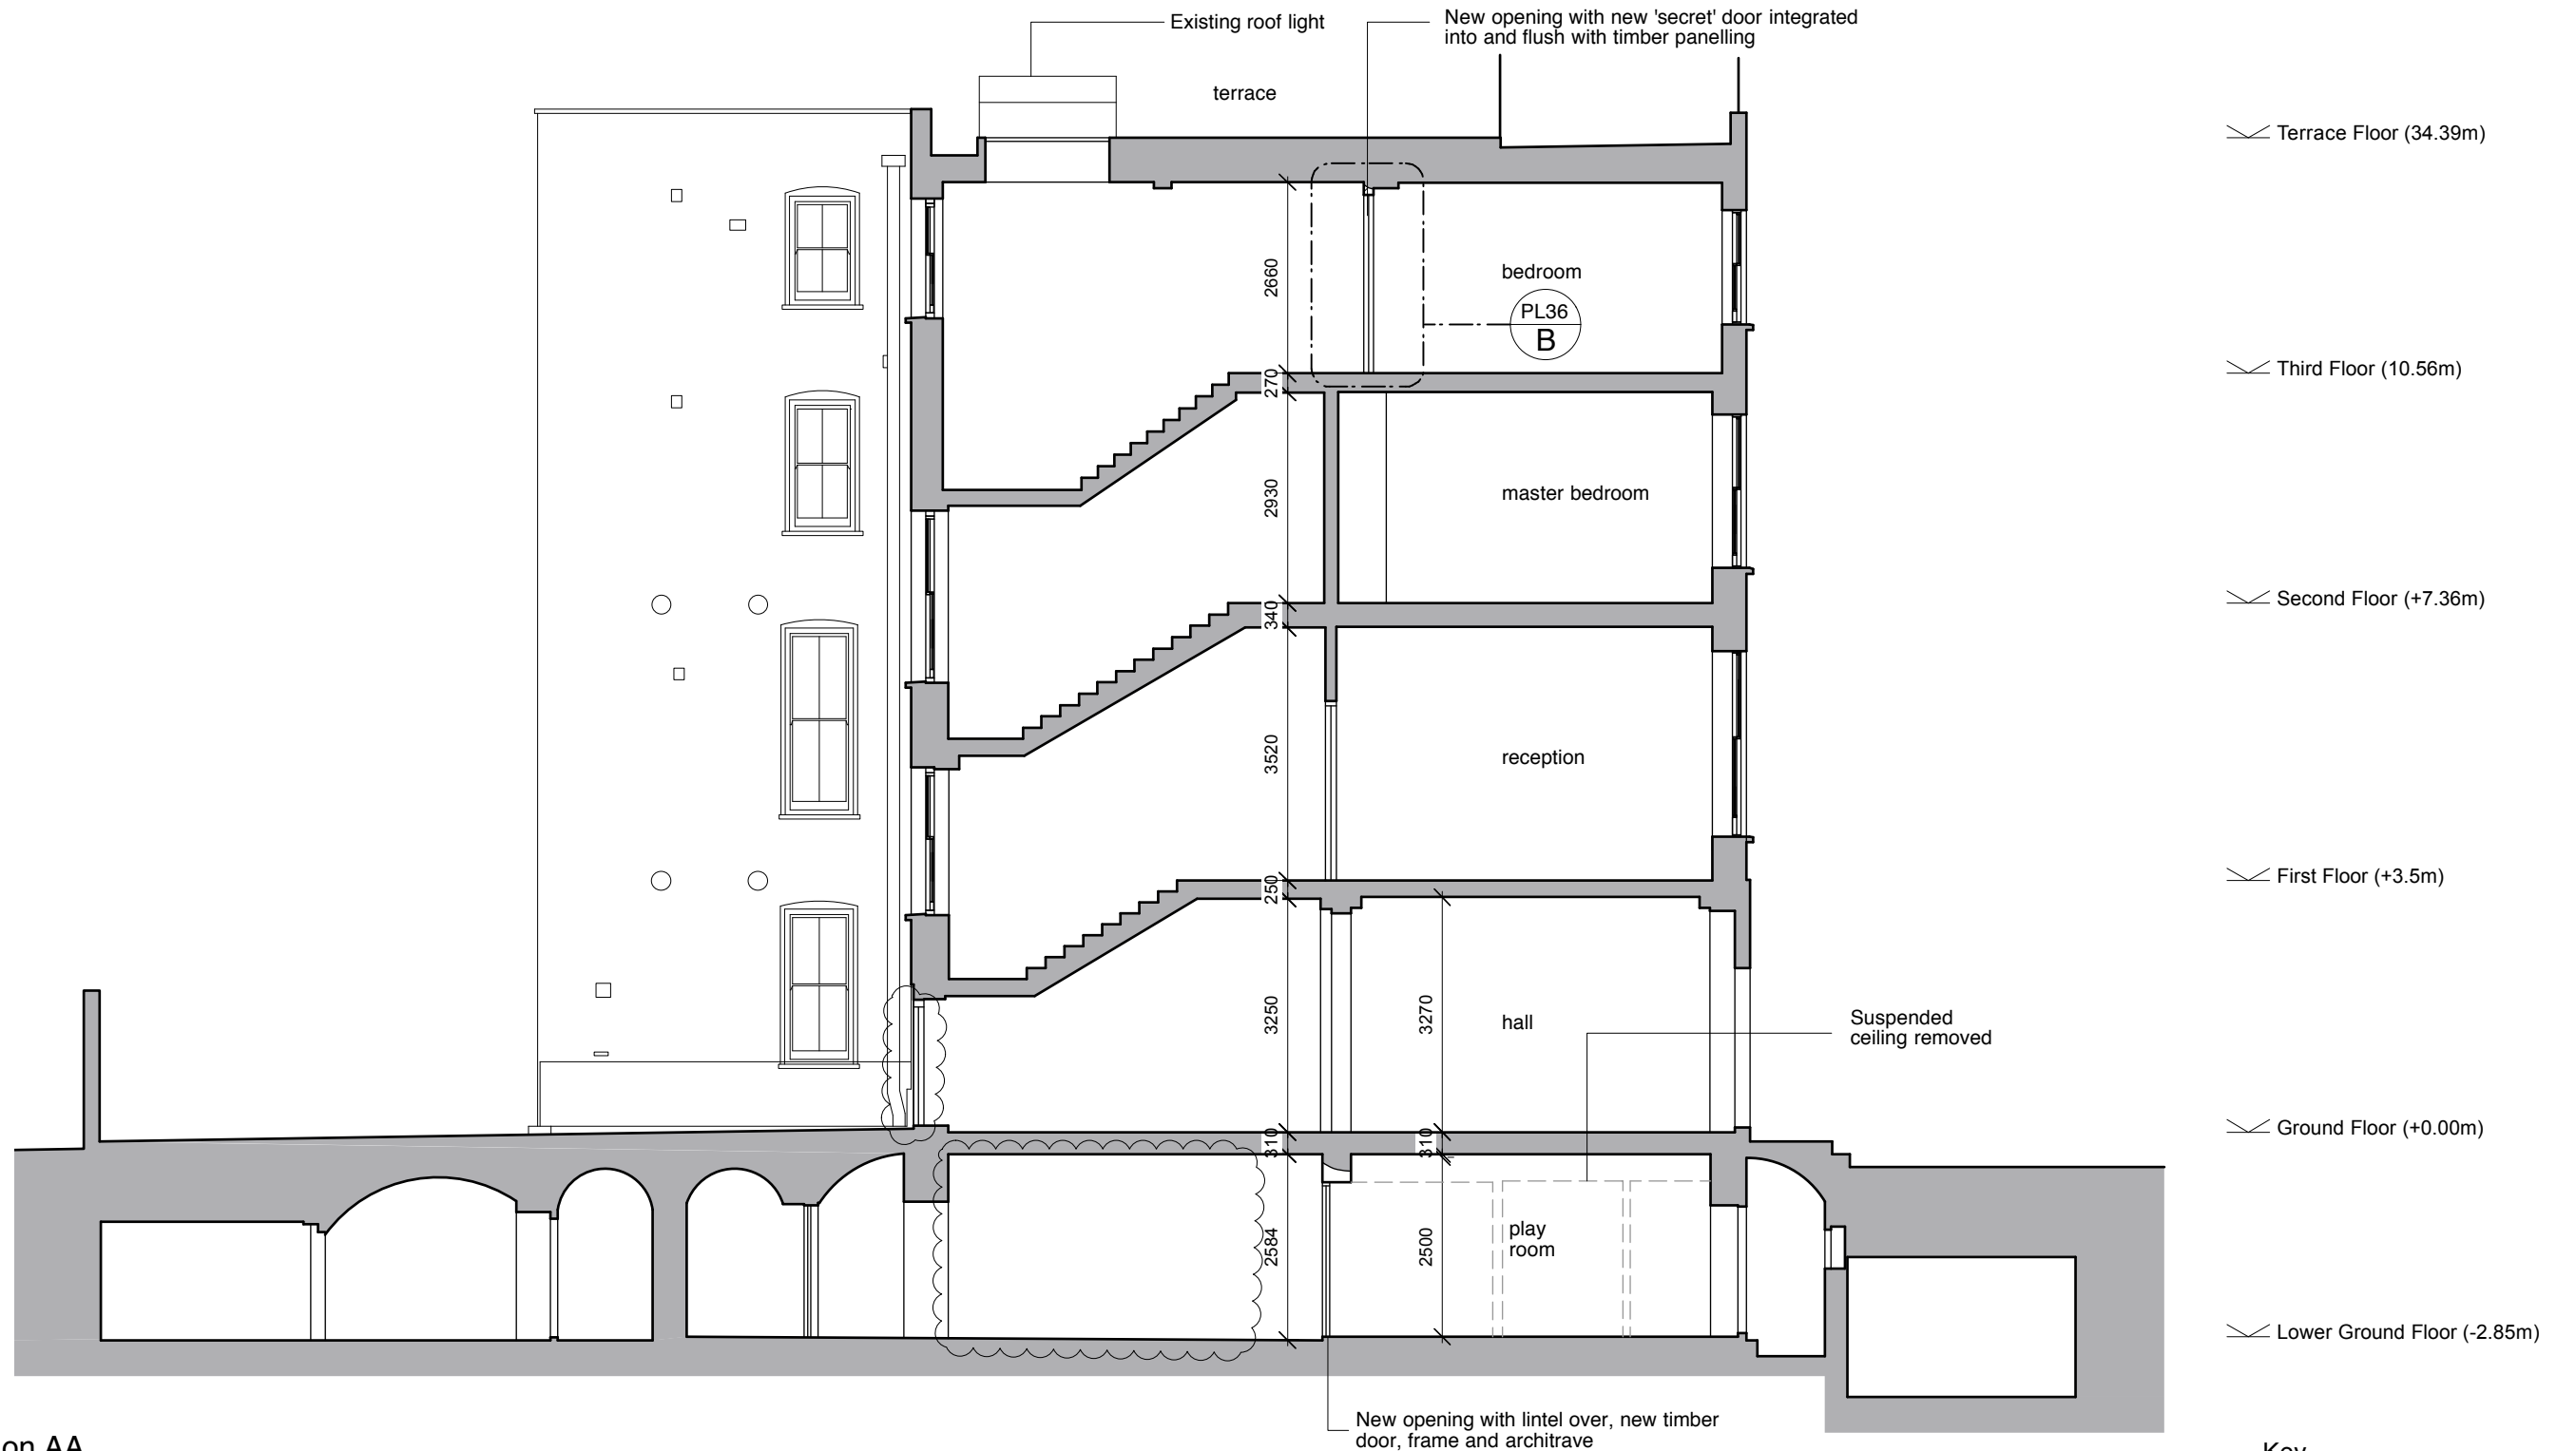 Existing roof light
New opening with new 'secret' door integrated
into and flush with timber panelling
terrace
Terrace Floor (34.39m)
2660
bedroom
PL36
B
270
Third Floor (10.56m)
2930
master bedroom
340
Second Floor (+7.36m)
3520
reception
250
First Floor (+3.5m)
3250
3270
hall
Suspended
ceiling removed
310
310
Ground Floor (+0.00m)
2584
2500
play
room
Lower Ground Floor (-2.85m)
New opening with lintel over, new timber
door, frame and architrave
on AA
Key